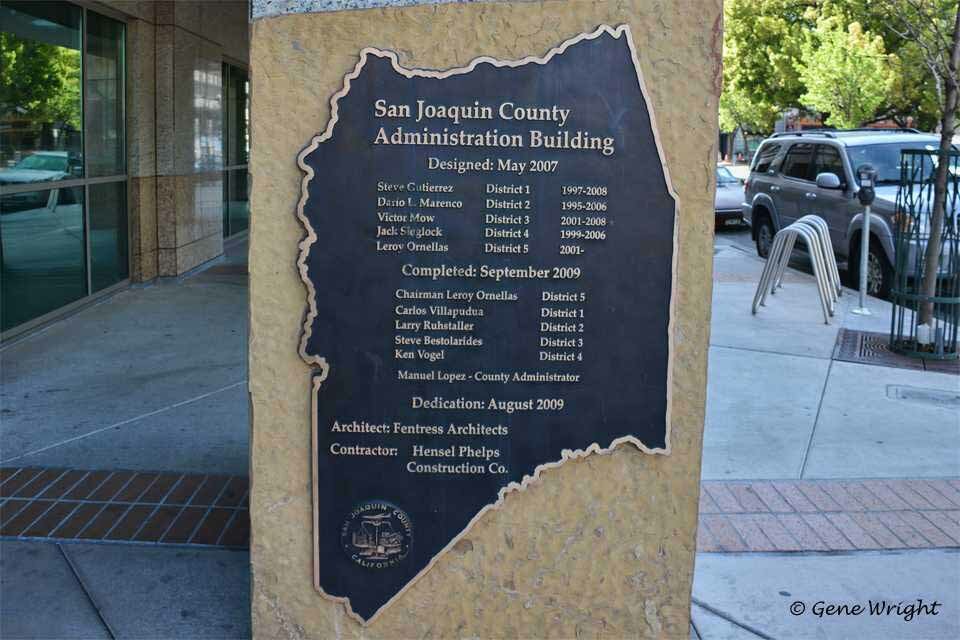 San Joaquin County
Administration Building
Designed: May 2007
Steve Gutierrez District 1 1997-2008
Dario L. Marenco District 2 1995-2006
Victor Mow District 3 2001-2008
Jack Sieglock District 4 1999-2006
Leroy Ornellas District 5 2001-
Completed: September 2009
Chairman Leroy Ornellas District 5
Carlos Villapudua District 1
Larry Ruhstaller District 2
Steve Bestolarides District 3
Ken Vogel District 4
Manuel Lopez - County Administrator
Dedication: August 2009
Architect: Fentress Architects
Contractor: Hensel Phelps
Construction Co.
SAN JOAQUIN COUNTY
CALIFORNIA
© Gene Wright